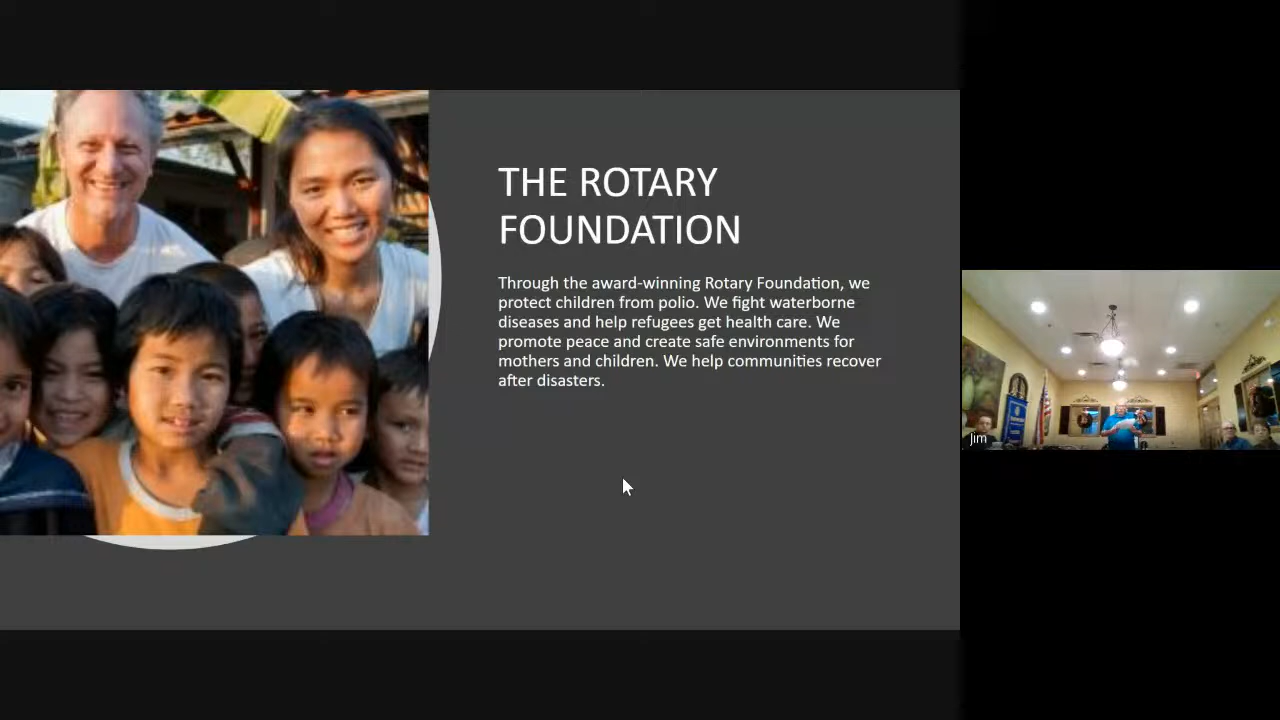 THE ROTARY
FOUNDATION
Through the award-winning Rotary Foundation, we
protect children from polio. We fight waterborne
diseases and help refugees get health care. We
promote peace and create safe environments for
mothers and children. We help communities recover
after disasters.
Jim